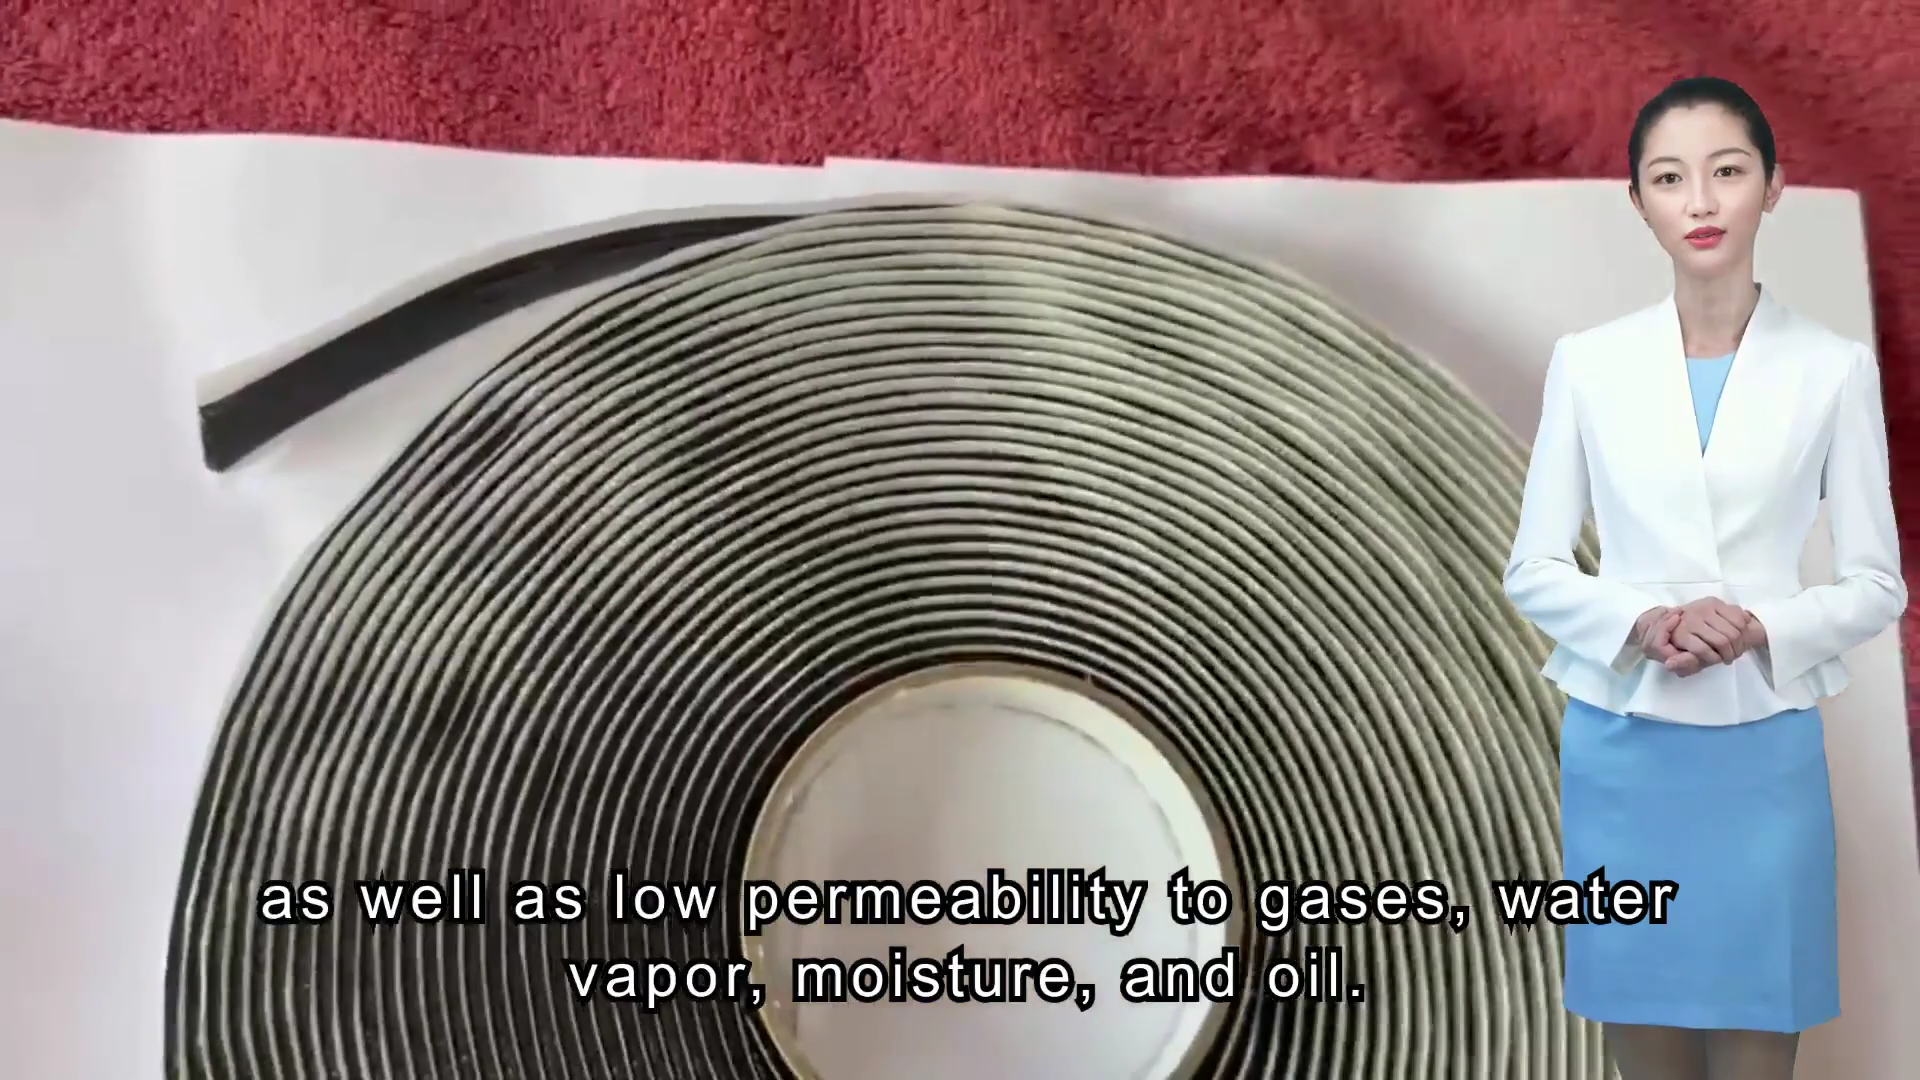 as well as low permeability to gases, water
vapor, moisture, and oil.